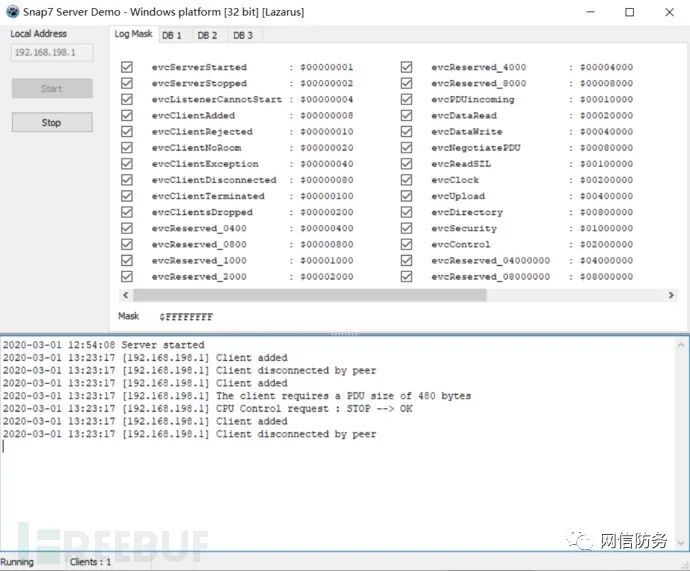 Snap7 Server Demo - Windows platform [32 bit] [Lazarus]
Local Address
192.168.198.1
Start
Stop
Log Mask DB 1 DB 2 DB 3
evcServerStarted : $00000001
evcServerStopped : $00000002
evcListenerCannotStart : $00000004
evcClientAdded : $00000008
evcClientRejected : $00000010
evcClientNoRoom : $00000020
evcClientException : $00000040
evcClientDisconnected : $00000080
evcClientTerminated : $00000100
evcClientsDropped : $00000200
evcReserved_0400 : $00000400
evcReserved_0800 : $00000800
evcReserved_1000 : $00001000
evcReserved_2000 : $00002000
evcReserved_4000 : $00004000
evcReserved_8000 : $00008000
evcPDUincoming : $00010000
evcDataRead : $00020000
evcDataWrite : $00040000
evcNegotiatePDU : $00080000
evcReadSZL : $00100000
evcClock : $00200000
evcUpload : $00400000
evcDirectory : $00800000
evcSecurity : $01000000
evcControl : $02000000
evcReserved_04000000 : $04000000
evcReserved_08000000 : $08000000
Mask $FFFFFFFF
2020-03-01 12:54:08 Server started
2020-03-01 13:23:17 [192.168.198.1] Client added
2020-03-01 13:23:17 [192.168.198.1] Client disconnected by peer
2020-03-01 13:23:17 [192.168.198.1] Client added
2020-03-01 13:23:17 [192.168.198.1] The client requires a PDU size of 480 bytes
2020-03-01 13:23:17 [192.168.198.1] CPU Control request : STOP --> OK
2020-03-01 13:23:17 [192.168.198.1] Client added
2020-03-01 13:23:17 [192.168.198.1] Client disconnected by peer
FREEBUF
网信防务
Running Clients : 1